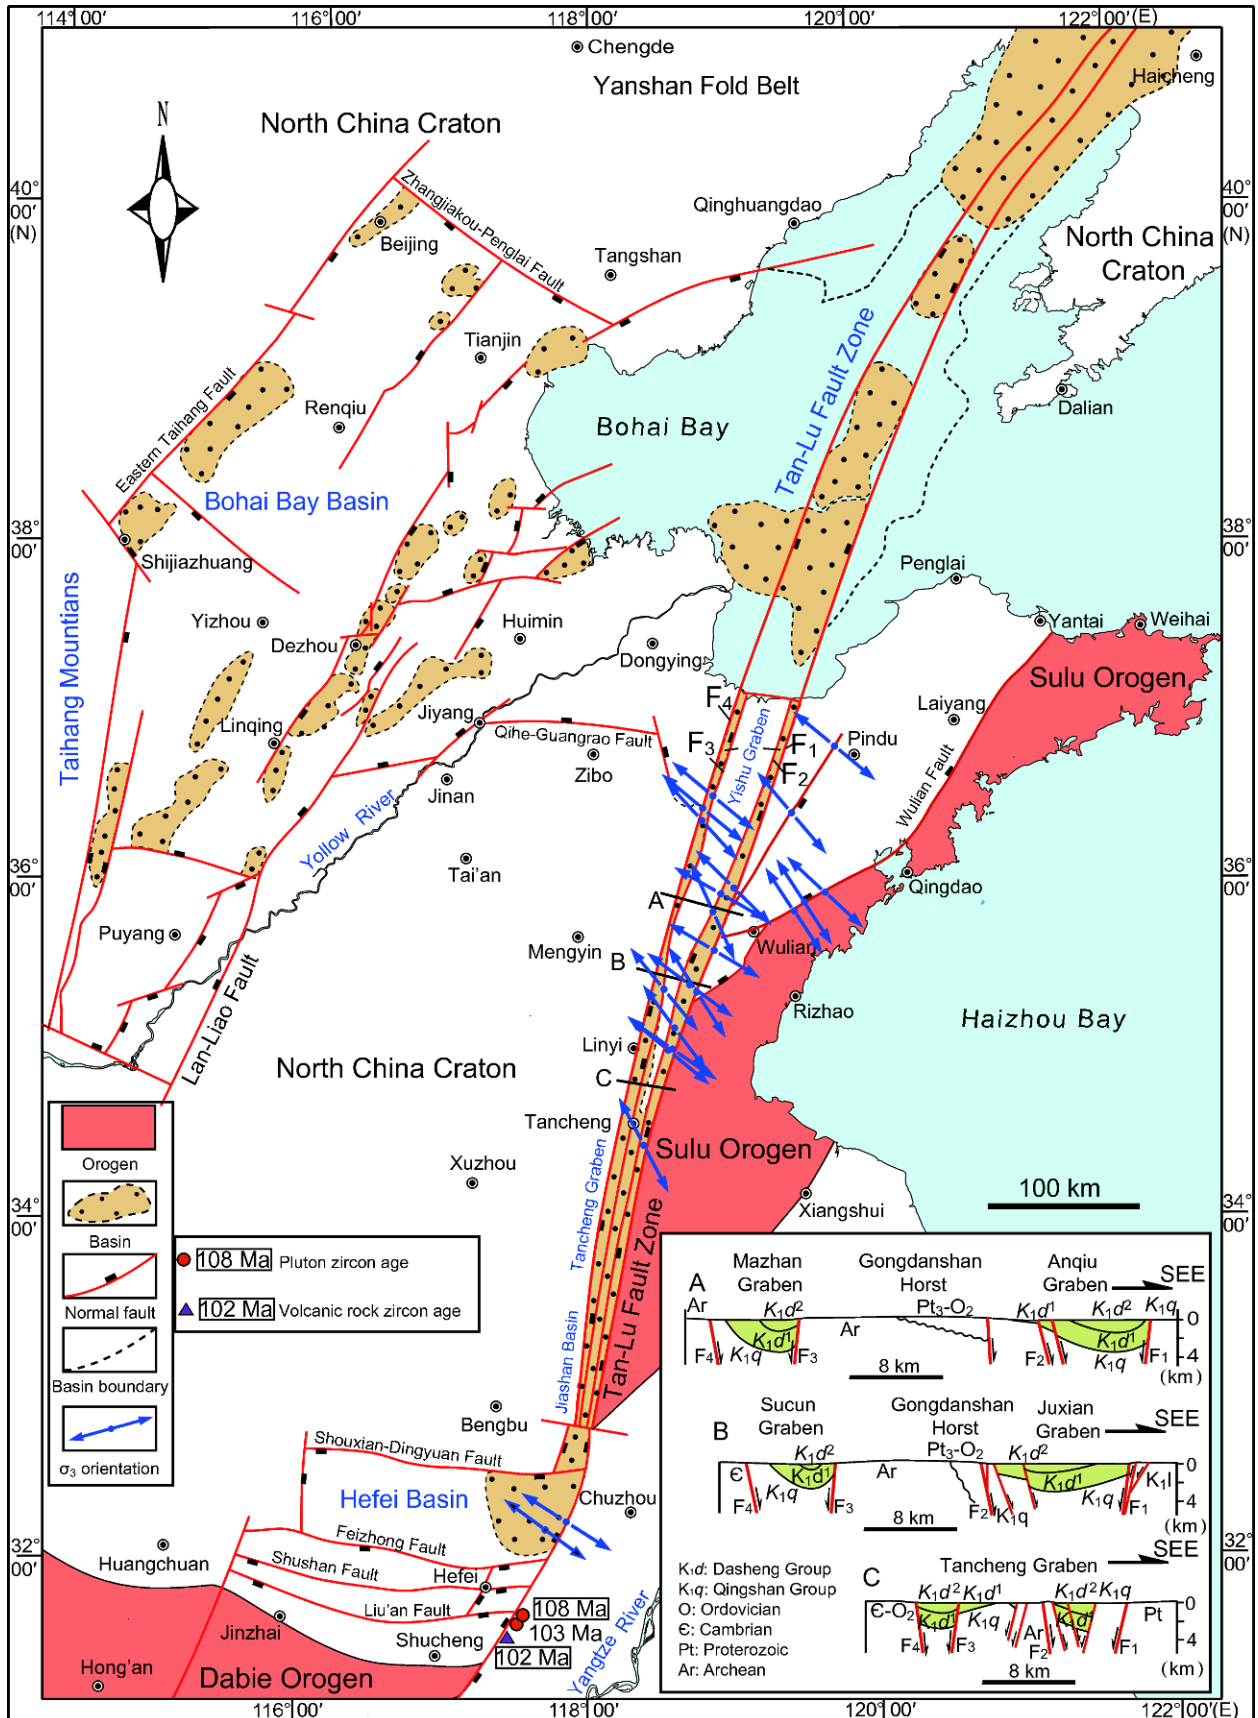 114°00′
116°00′
118°00′
120°00′
122°00′(E)
Chengde
Yanshan Fold Belt
Haicheng
N
North China Craton
40°
00′
(N)
40°
00′
(N)
Zhangjiakou-Penglai Fault
Beijing
Qinghuangdao
Tangshan
North China
Craton
Tianjin
Tan-Lu Fault Zone
Eastern Taihang Fault
Renqiu
Dalian
Bohai Bay
Bohai Bay Basin
38°
00′
38°
00′
Shijiazhuang
Penglai
Taihang Mountians
Yizhou
Dezhou
Huimin
Dongying
Yantai
Weihai
Sulu Orogen
Laiyang
F4
F3
F1
F2
Yishu Graben
Linqing
Jiyang
Qihe-Guangrao Fault
Zibo
Pindu
Wulian Fault
Jinan
Yollow River
Tai'an
36°
00′
36°
00′
Qingdao
A
Puyang
Mengyin
Wulian
B
Lan-Liao Fault
Rizhao
Haizhou Bay
Linyi
North China Craton
C
Tancheng
Sulu Orogen
Tancheng Graben
Xuzhou
34°
00′
34°
00′
100 km
Xiangshui
Tan-Lu Fault Zone
Jiashan Basin
Bengbu
Shouxian-Dingyuan Fault
Hefei Basin
Chuzhou
Feizhong Fault
32°
00′
32°
00′
Huangchuan
Shushan Fault
Hefei
Liu'an Fault
108 Ma
103 Ma
102 Ma
Jinzhai
Shucheng
Yangtze River
Hong'an
Dabie Orogen
116°00′
118°00′
120°00′
122°00′(E)
Orogen
Basin
Normal fault
Basin boundary
σ3 orientation
108 Ma Pluton zircon age
102 Ma Volcanic rock zircon age
A
Mazhan
Graben
Gongdanshan
Horst
Anqiu
Graben
SEE
Ar
K1d²
Pt3-O2
K1d¹
K1d²
K1q
0
Ar
K1d¹
F4
K1q
F3
F2
K1q
F1
4
(km)
8 km
B
Sucun
Graben
Gongdanshan
Horst
Juxian
Graben
SEE
K1d²
Pt3-O2
K1d²
0
Є
K1d¹
Ar
K1d¹
K1l
F4
K1q
F3
F2
K1q
K1q
F1
4
(km)
8 km
C
Tancheng Graben
SEE
K1d²
K1d¹
K1d²
K1q
0
Є-O2
K1d¹
K1q
Ar
K1d¹
Pt
F4
F3
F2
F1
4
(km)
8 km
K1d: Dasheng Group
K1q: Qingshan Group
O: Ordovician
Є: Cambrian
Pt: Proterozoic
Ar: Archean